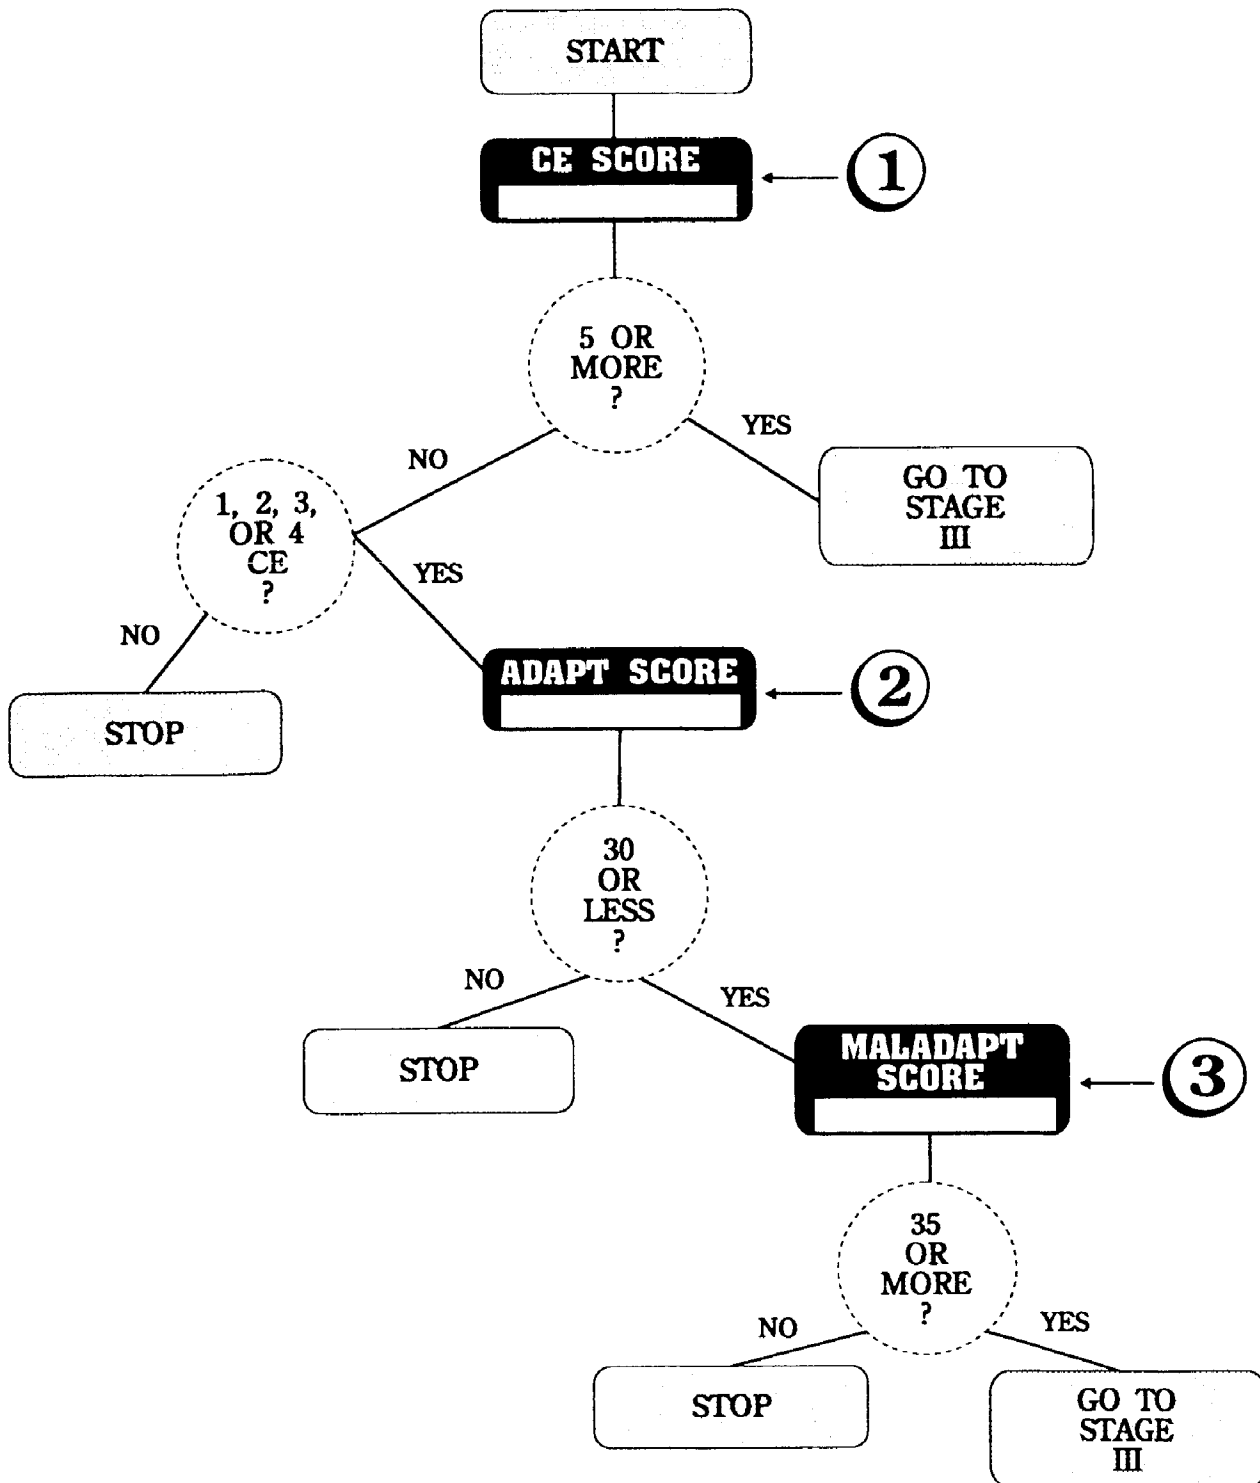 START
CE SCORE
1
5 OR
MORE
?
NO
YES
GO TO
STAGE
III
1, 2, 3,
OR 4
CE
?
NO
YES
STOP
ADAPT SCORE
2
30
OR
LESS
?
NO
YES
STOP
MALADAPT
SCORE
3
35
OR
MORE
?
NO
YES
STOP
GO TO
STAGE
III